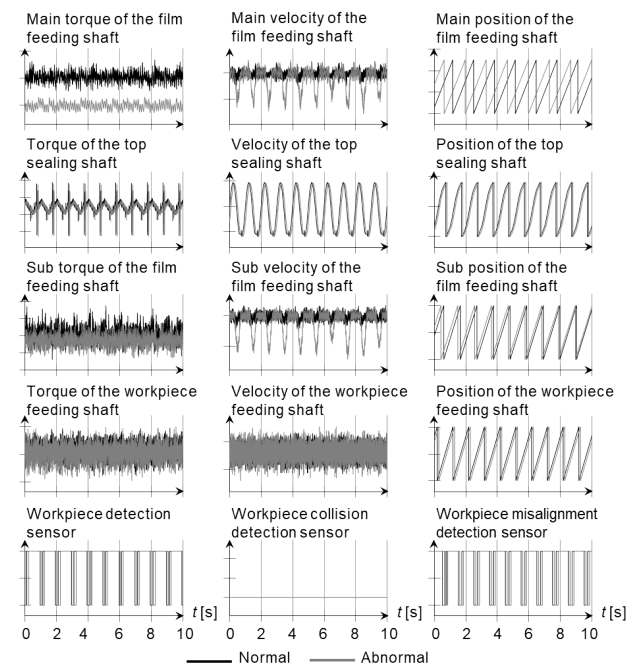 Main torque of the film
feeding shaft
Main velocity of the
film feeding shaft
Main position of the
film feeding shaft
Torque of the top
sealing shaft
Velocity of the top
sealing shaft
Position of the top
sealing shaft
Sub torque of the film
feeding shaft
Sub velocity of the
film feeding shaft
Sub position of the
film feeding shaft
Torque of the workpiece
feeding shaft
Velocity of the workpiece
feeding shaft
Position of the workpiece
feeding shaft
Workpiece detection
sensor
Workpiece collision
detection sensor
Workpiece misalignment
detection sensor
t [s]
t [s]
t [s]
0 2 4 6 8 10
0 2 4 6 8 10
0 2 4 6 8 10
Normal Abnormal